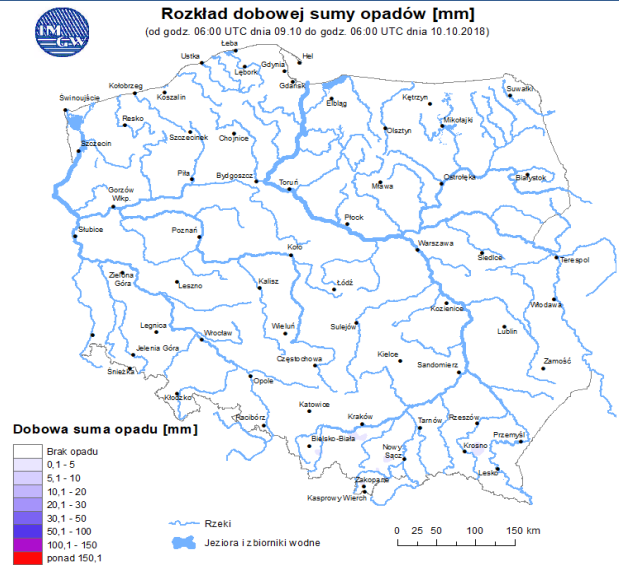 IM
GW
Rozkład dobowej sumy opadów [mm]
(od godz. 06:00 UTC dnia 09.10 do godz. 06:00 UTC dnia 10.10.2018)
Łeba
Hel
Ustka
Lębork
Gdynia
Gdańsk
Kołobrzeg
Koszalin
Elbląg
Kętrzyn
Suwałki
Świnoujście
Resko
Szczecinek
Chojnice
Olsztyn
Mikołajki
Szczecin
Piła
Bydgoszcz
Toruń
Mława
Ostrołęka
Białystok
Gorzów
Wlkp.
Płock
Słubice
Poznań
Koło
Warszawa
Siedlce
Terespol
Zielona
Góra
Leszno
Kalisz
Łódź
Kozienice
Włodawa
Legnica
Wrocław
Wieluń
Sulejów
Lublin
Jelenia Góra
Śnieżka
Częstochowa
Kielce
Sandomierz
Zamość
Opole
Kłodzko
Katowice
Racibórz
Kraków
Tarnów
Rzeszów
Przemyśl
Bielsko-Biała
Nowy
Sącz
Krosno
Lesko
Zakopane
Kasprowy Wierch
Dobowa suma opadu [mm]
Brak opadu
0,1 - 5
5,1 - 10
10,1 - 20
20,1 - 30
30,1 - 50
50,1 - 100
100,1 - 150
ponad 150,1
Rzeki
Jeziora i zbiorniki wodne
0 25 50 100 150 km